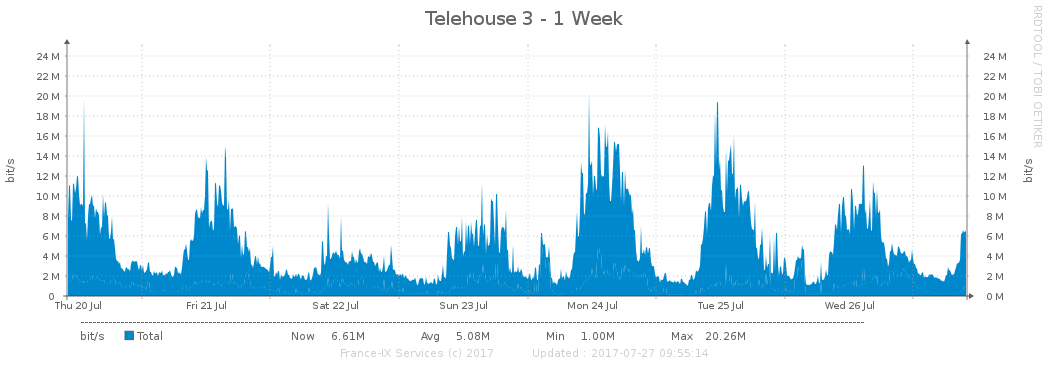 Telehouse 3 - 1 Week
RRDTOOL / TOBI OETIKER
bit/s
24 M 24 M
22 M 22 M
20 M 20 M
18 M 18 M
16 M 16 M
14 M 14 M
12 M 12 M
10 M 10 M
8 M 8 M
6 M 6 M
4 M 4 M
2 M 2 M
0 0 M
bit/s
Thu 20 Jul Fri 21 Jul Sat 22 Jul Sun 23 Jul Mon 24 Jul Tue 25 Jul Wed 26 Jul
bit/s Total Now 6.61M Avg 5.08M Min 1.00M Max 20.26M
France-IX Services (c) 2017 Updated : 2017-07-27 09:55:14